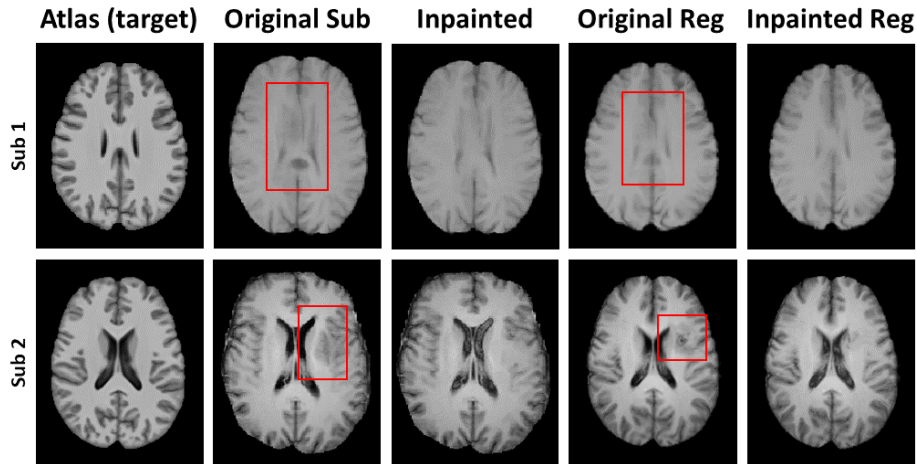 Atlas (target) Original Sub Inpainted Original Reg Inpainted Reg
Sub 1
Sub 2